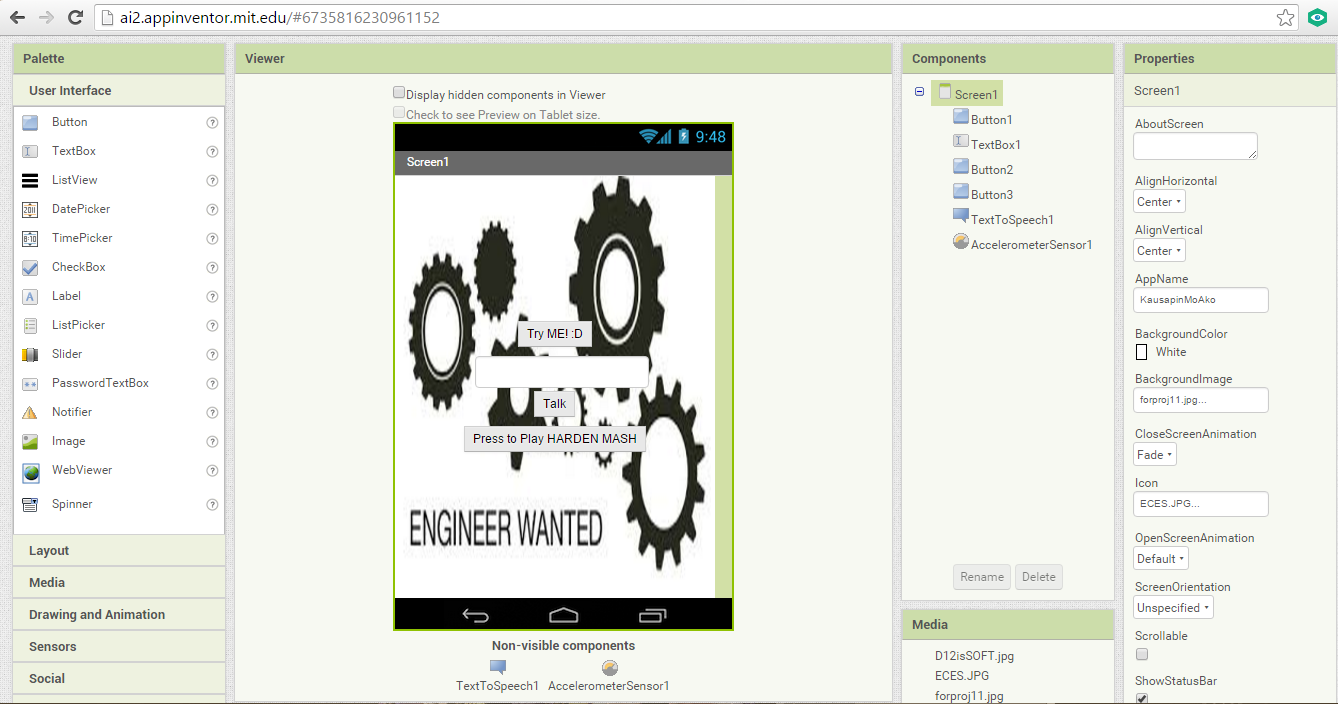 ai2.appinventor.mit.edu/#6735816230961152
Palette
User Interface
Button ?
TextBox ?
ListView ?
DatePicker ?
TimePicker ?
CheckBox ?
Label ?
ListPicker ?
Slider ?
PasswordTextBox ?
Notifier ?
Image ?
WebViewer ?
Spinner ?
Layout
Media
Drawing and Animation
Sensors
Social
Viewer
Display hidden components in Viewer
Check to see Preview on Tablet size.
9:48
Screen1
Try ME! :D
Talk
Press to Play HARDEN MASH
ENGINEER WANTED
Non-visible components
TextToSpeech1 AccelerometerSensor1
Components
Screen1
Button1
TextBox1
Button2
Button3
TextToSpeech1
AccelerometerSensor1
Rename Delete
Media
D12isSOFT.jpg
ECES.JPG
forproj11.jpg
Properties
Screen1
AboutScreen
AlignHorizontal
Center
AlignVertical
Center
AppName
KausapinMoAko
BackgroundColor
White
BackgroundImage
forproj11.jpg...
CloseScreenAnimation
Fade
Icon
ECES.JPG...
OpenScreenAnimation
Default
ScreenOrientation
Unspecified
Scrollable
ShowStatusBar